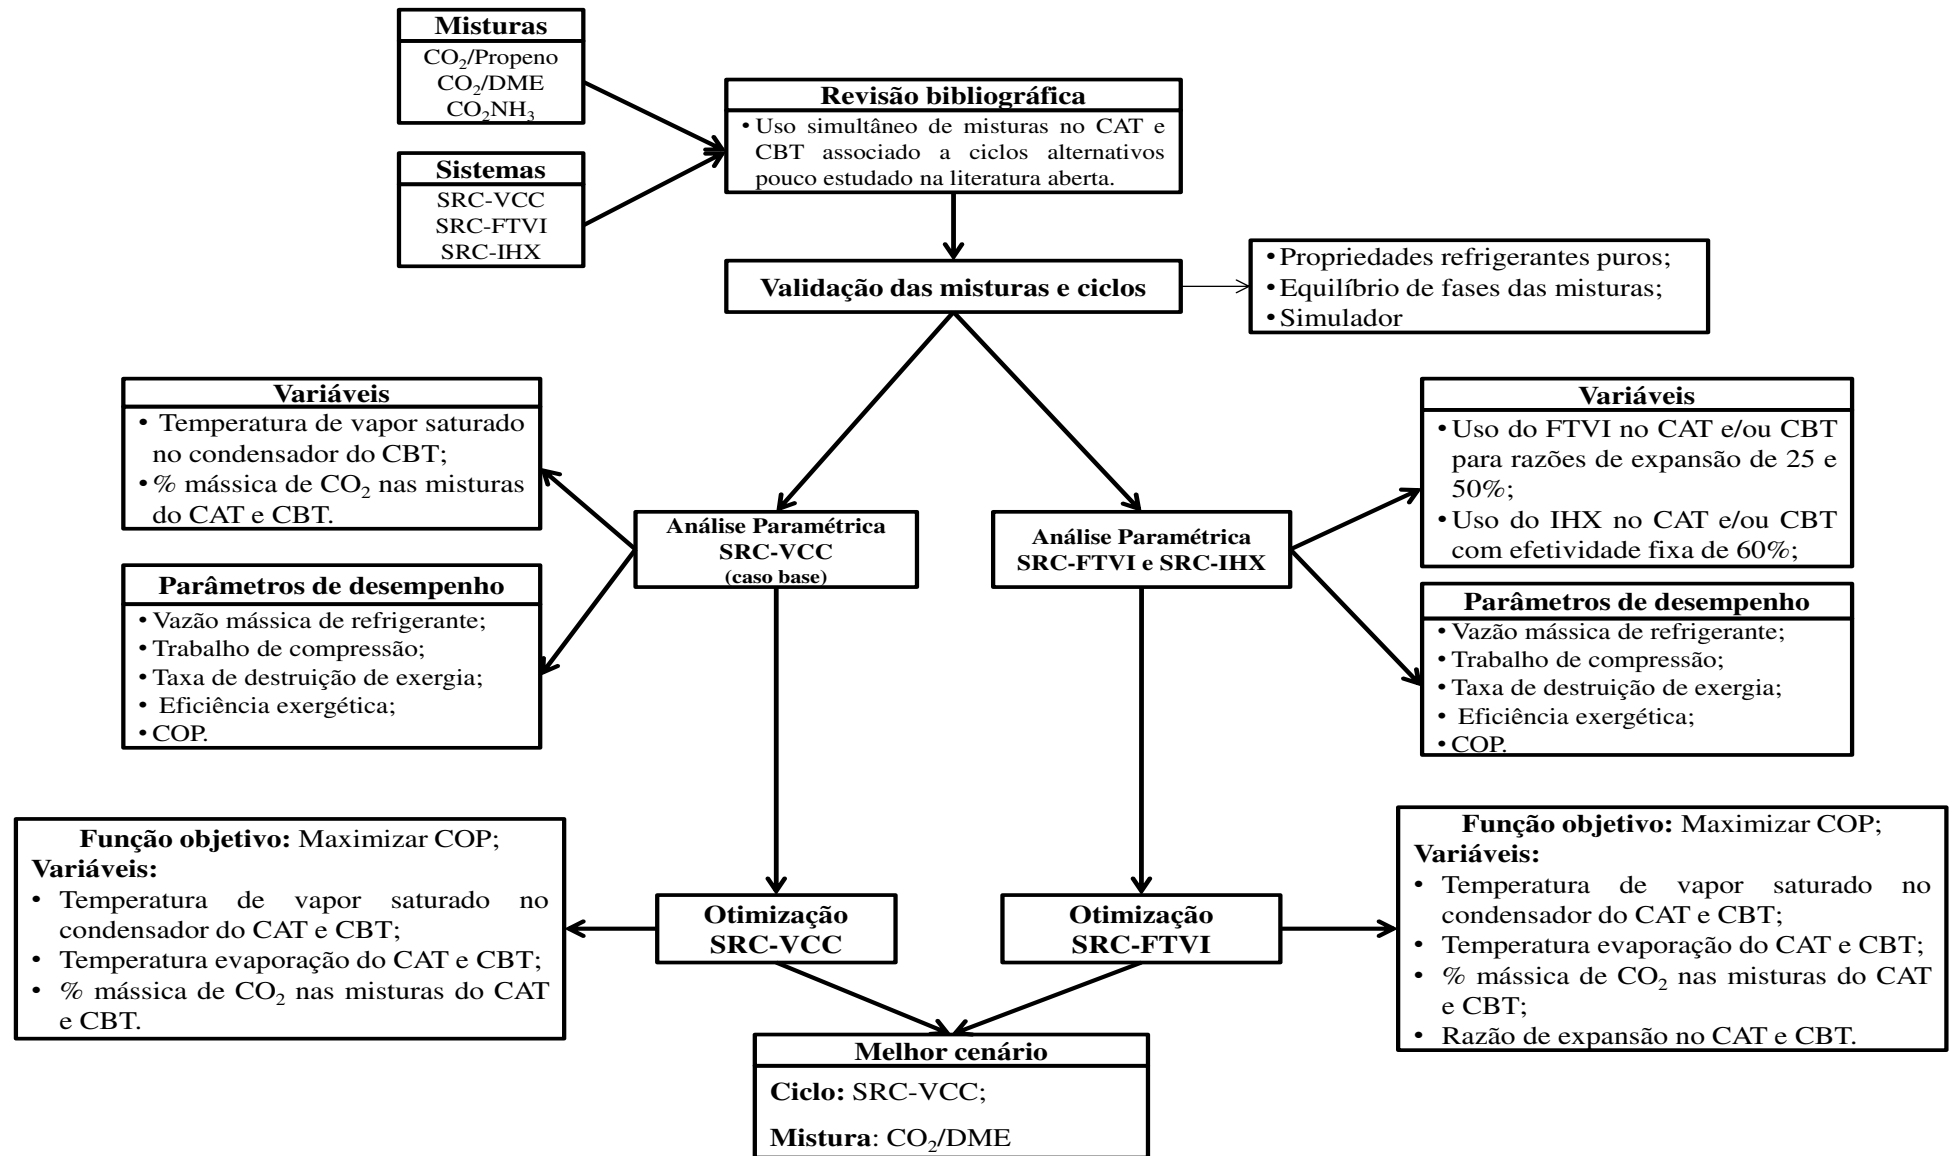 Misturas
CO₂/Propeno
CO₂/DME
CO₂NH₃
Sistemas
SRC-VCC
SRC-FTVI
SRC-IHX
Revisão bibliográfica
• Uso simultâneo de misturas no CAT e
CBT associado a ciclos alternativos
pouco estudado na literatura aberta.
Validação das misturas e ciclos
• Propriedades refrigerantes puros;
• Equilíbrio de fases das misturas;
• Simulador
Variáveis
• Temperatura de vapor saturado
no condensador do CBT;
• % mássica de CO₂ nas misturas
do CAT e CBT.
Parâmetros de desempenho
• Vazão mássica de refrigerante;
• Trabalho de compressão;
• Taxa de destruição de exergia;
• Eficiência exergética;
• COP.
Análise Paramétrica
SRC-VCC
(caso base)
Análise Paramétrica
SRC-FTVI e SRC-IHX
Variáveis
• Uso do FTVI no CAT e/ou CBT
para razões de expansão de 25 e
50%;
• Uso do IHX no CAT e/ou CBT
com efetividade fixa de 60%;
Parâmetros de desempenho
• Vazão mássica de refrigerante;
• Trabalho de compressão;
• Taxa de destruição de exergia;
• Eficiência exergética;
• COP.
Função objetivo: Maximizar COP;
Variáveis:
• Temperatura de vapor saturado no
condensador do CAT e CBT;
• Temperatura evaporação do CAT e CBT;
• % mássica de CO₂ nas misturas do CAT
e CBT.
Otimização
SRC-VCC
Otimização
SRC-FTVI
Função objetivo: Maximizar COP;
Variáveis:
• Temperatura de vapor saturado no
condensador do CAT e CBT;
• Temperatura evaporação do CAT e CBT;
• % mássica de CO₂ nas misturas do CAT
e CBT;
• Razão de expansão no CAT e CBT.
Melhor cenário
Ciclo: SRC-VCC;
Mistura: CO₂/DME